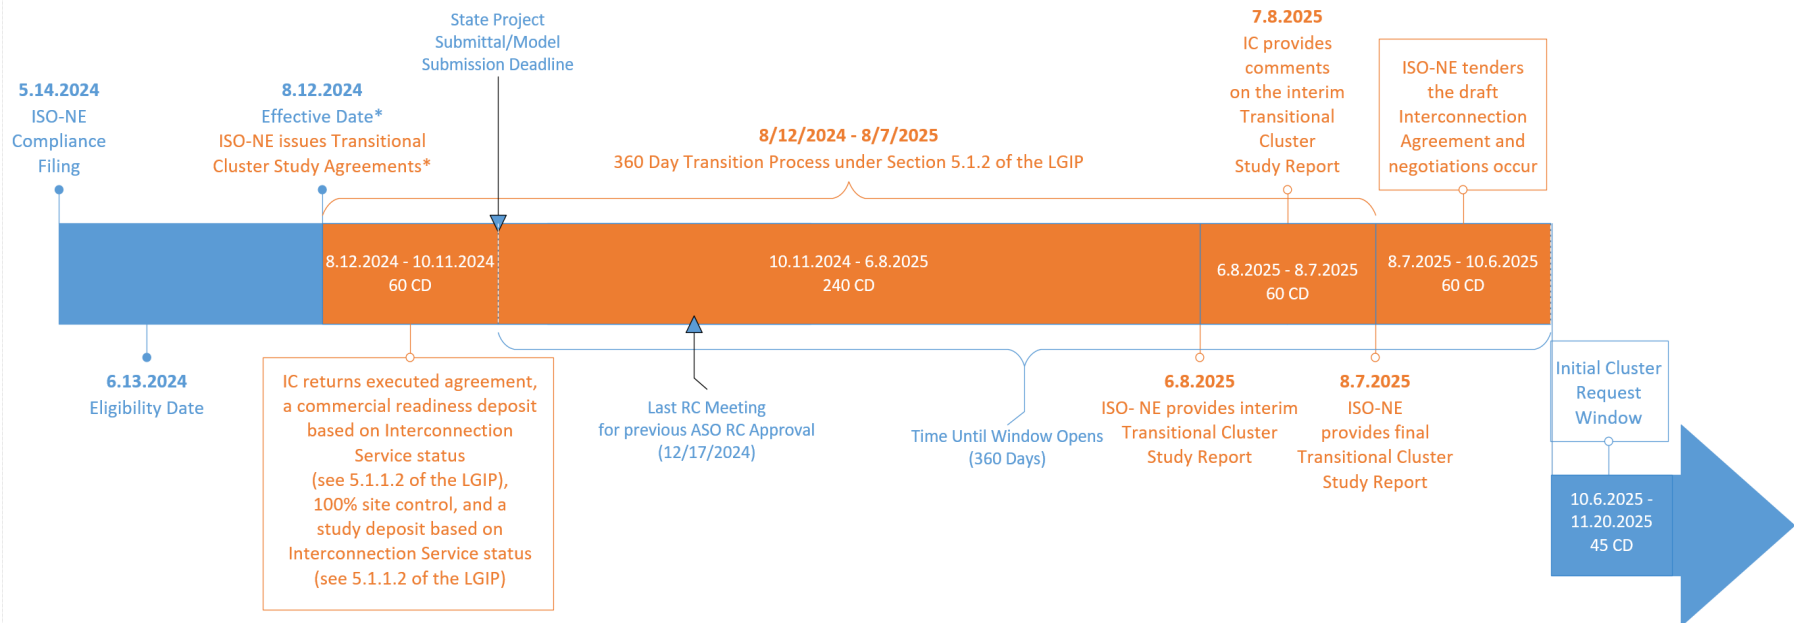 5.14.2024
ISO-NE
Compliance
Filing
8.12.2024
Effective Date*
ISO-NE issues Transitional
Cluster Study Agreements*
State Project
Submittal/Model
Submission Deadline
8/12/2024 - 8/7/2025
360 Day Transition Process under Section 5.1.2 of the LGIP
7.8.2025
IC provides
comments
on the interim
Transitional
Cluster
Study Report
ISO-NE tenders
the draft
Interconnection
Agreement and
negotiations occur
8.12.2024 - 10.11.2024
60 CD
10.11.2024 - 6.8.2025
240 CD
6.8.2025 - 8.7.2025
60 CD
8.7.2025 - 10.6.2025
60 CD
6.13.2024
Eligibility Date
IC returns executed agreement,
a commercial readiness deposit
based on Interconnection
Service status
(see 5.1.1.2 of the LGIP),
100% site control, and a
study deposit based on
Interconnection Service status
(see 5.1.1.2 of the LGIP)
Last RC Meeting
for previous ASO RC Approval
(12/17/2024)
Time Until Window Opens
(360 Days)
6.8.2025
ISO- NE provides interim
Transitional Cluster
Study Report
8.7.2025
ISO-NE
provides final
Transitional Cluster
Study Report
Initial Cluster
Request
Window
10.6.2025 -
11.20.2025
45 CD